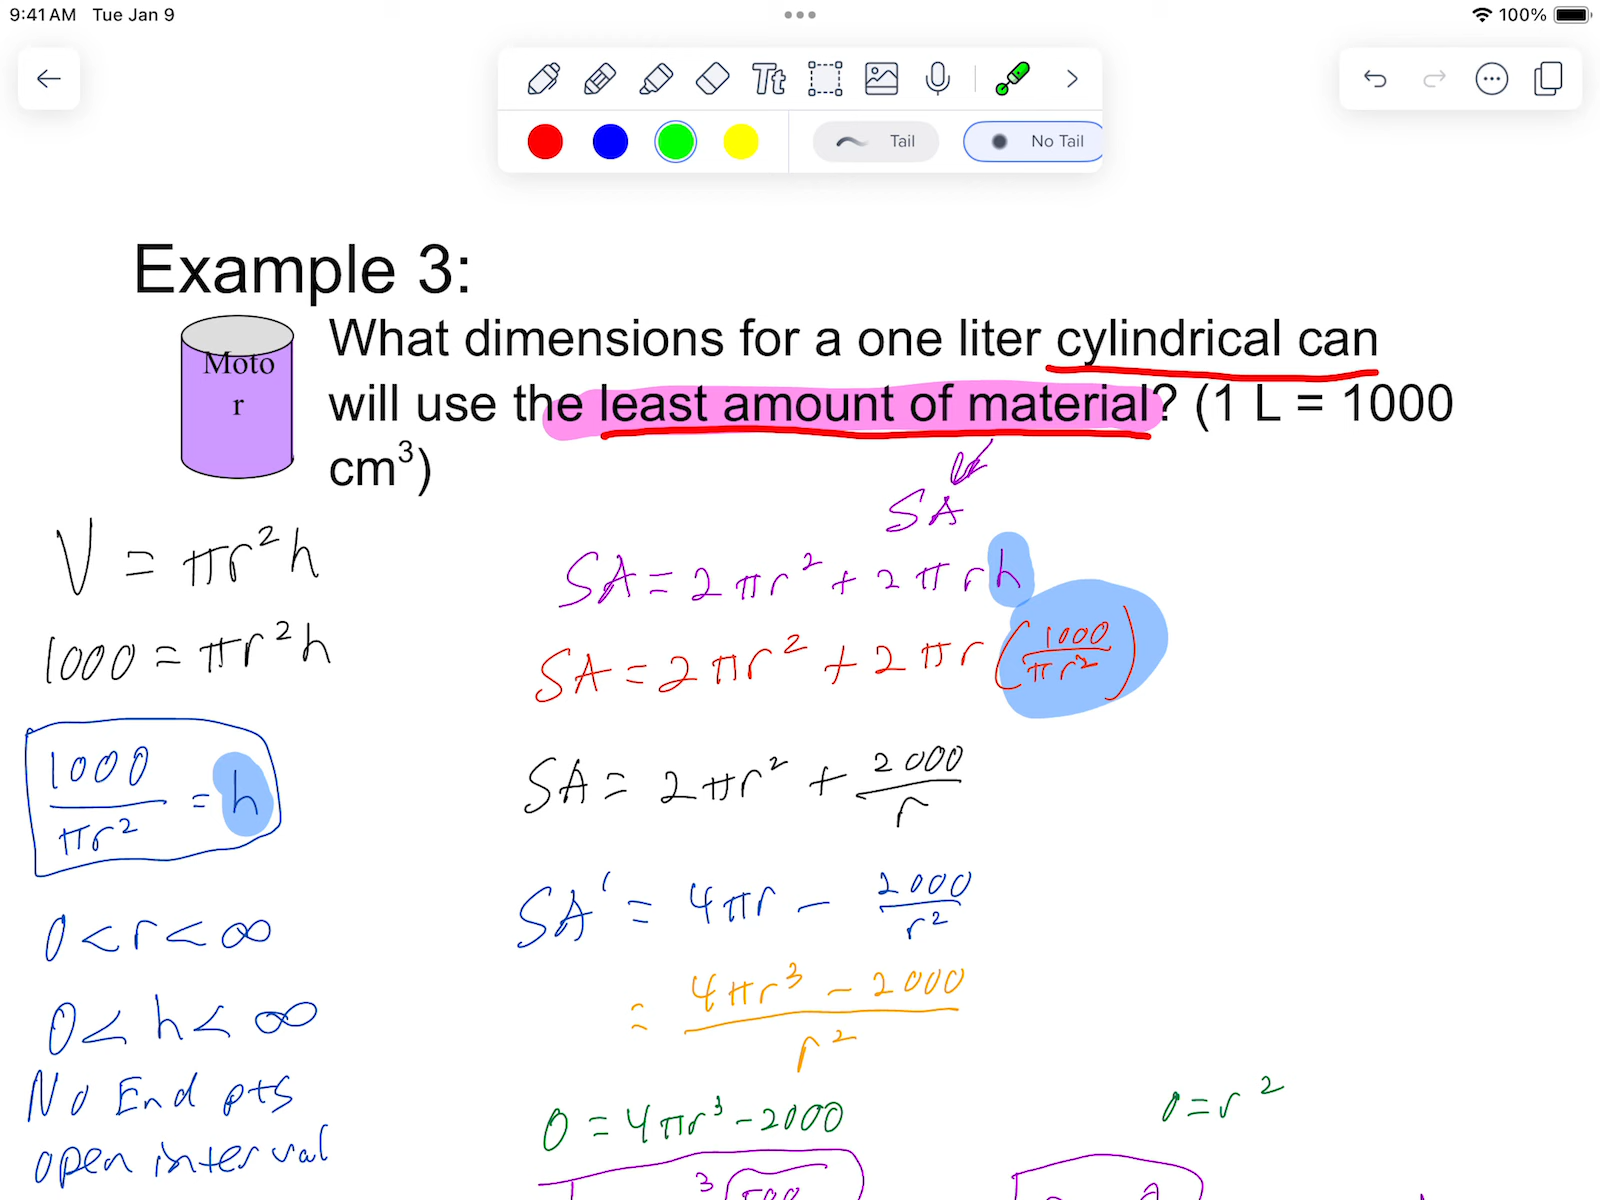 9:41 AM Tue Jan 9
100%
Tt
Tail
No Tail
Example 3:
Moto
r
What dimensions for a one liter cylindrical can
will use the least amount of material? (1 L = 1000
cm³)
SA
V = πr²h
1000 = πr²h
1000/πr² = h
0 < r < ∞
0 < h < ∞
No End pts
open interval
SA = 2πr² + 2πrh
SA = 2πr² + 2πr(1000/πr²)
SA = 2πr² + 2000/r
SA' = 4πr - 2000/r²
= 4πr³ - 2000/r²
0 = 4πr³ - 2000
0 = r²